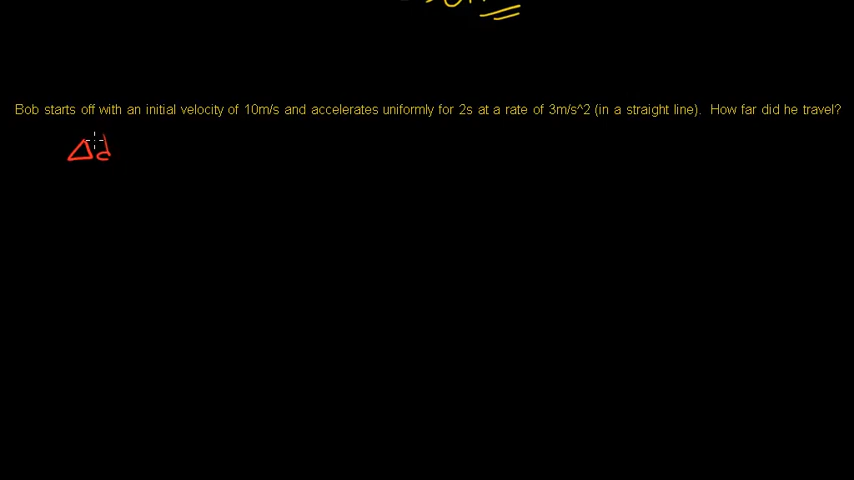 Bob starts off with an initial velocity of 10m/s and accelerates uniformly for 2s at a rate of 3m/s^2 (in a straight line). How far did he travel?
Δd